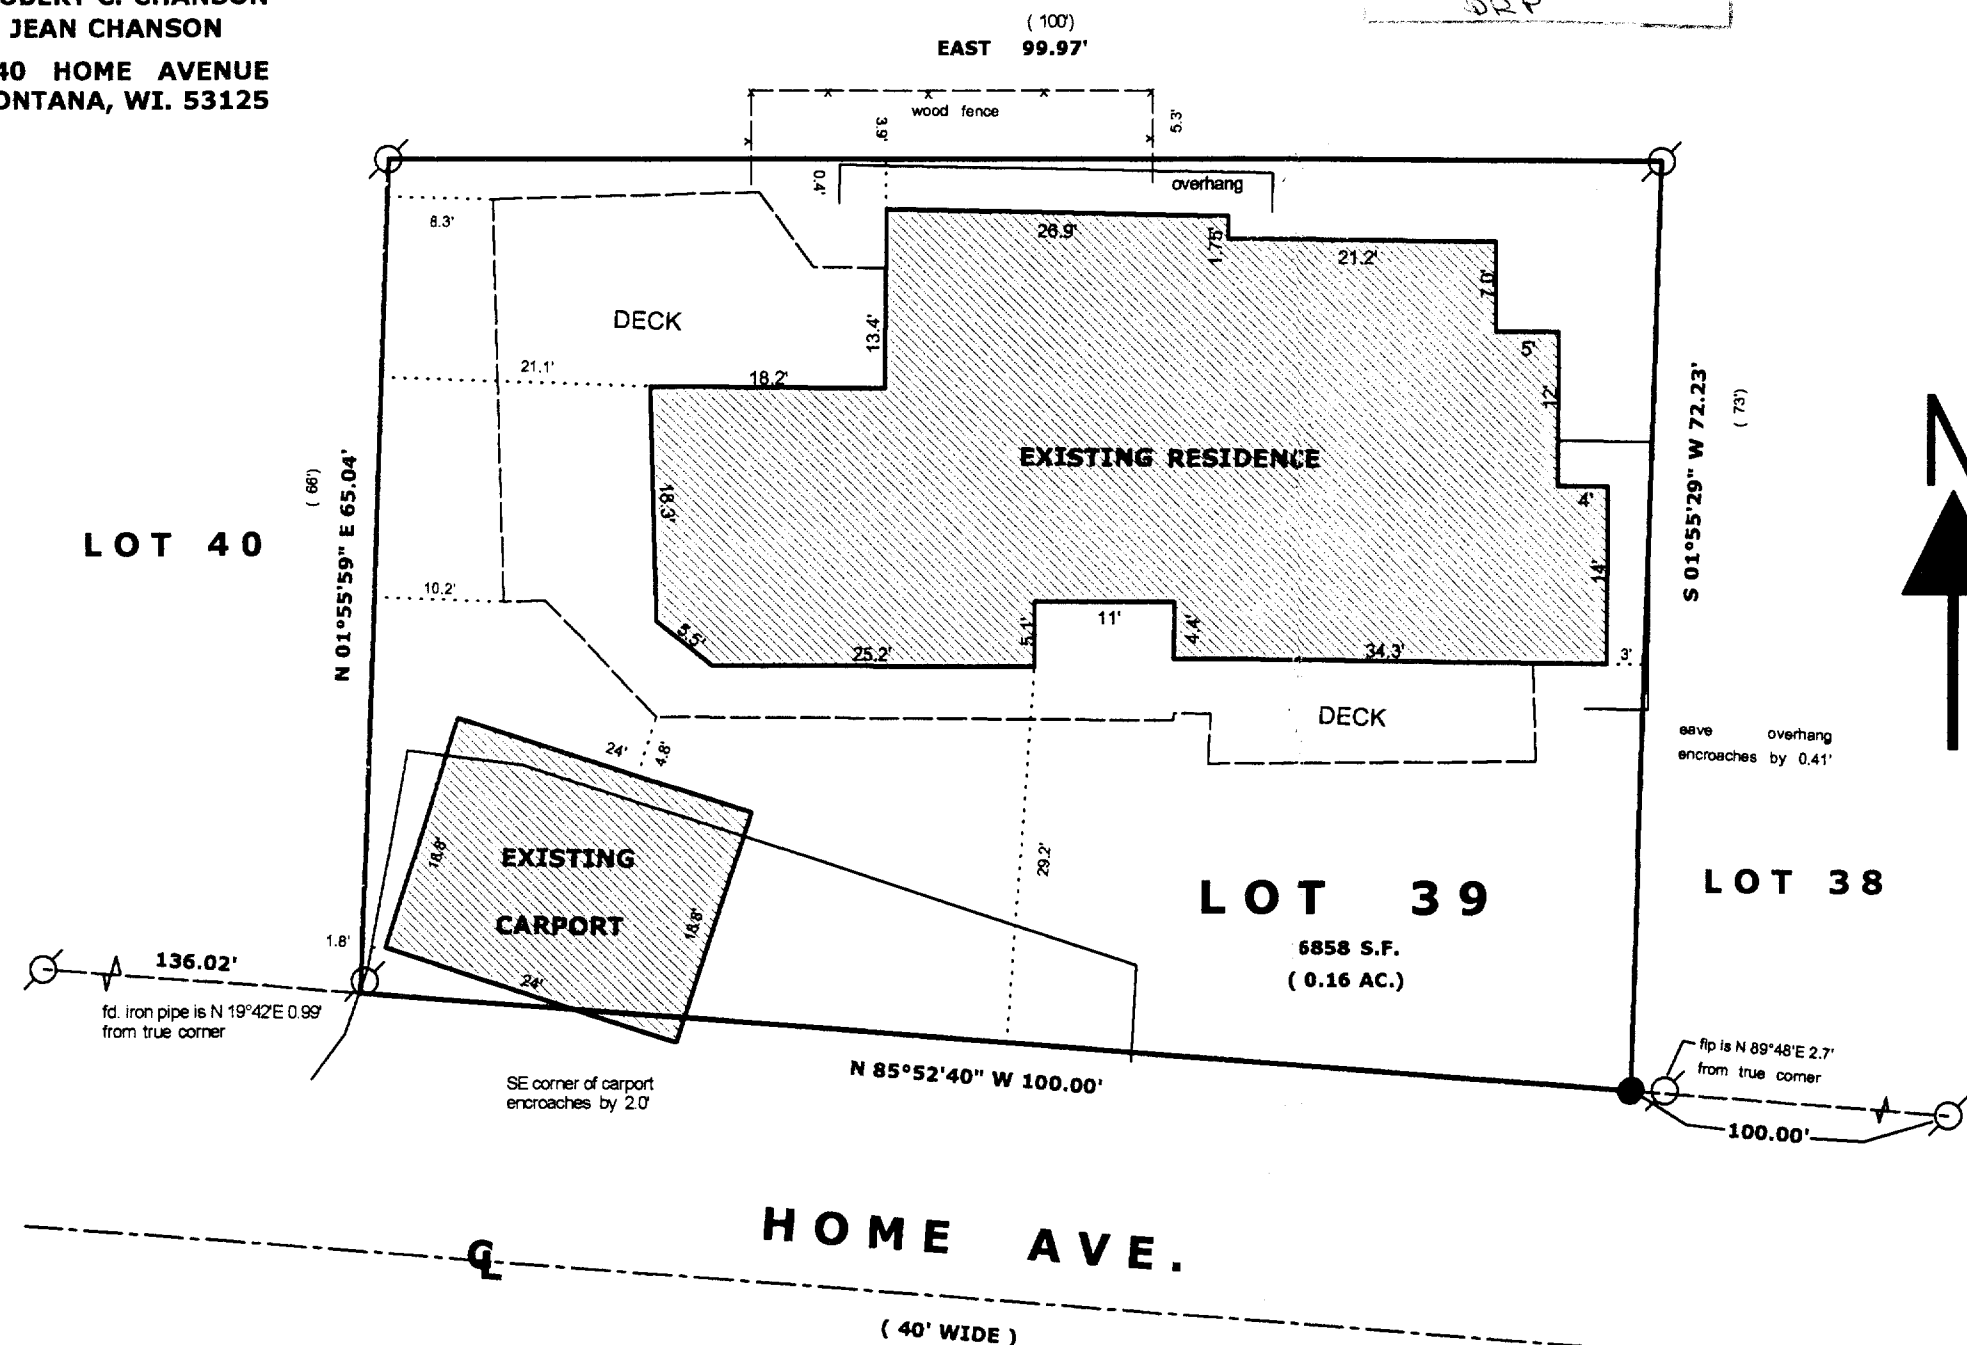 JEAN CHANSON
40 HOME AVENUE
ONTANA, WI. 53125
( 100')
EAST 99.97'
wood fence
3.9'
5.3'
0.4'
overhang
8.3'
26.9'
1.75'
21.2'
7.0'
DECK
13.4'
5'
21.1'
18.2'
12'
S 01°55'29" W 72.23'
( 73')
N
EXISTING RESIDENCE
( 66')
N 01°55'59" E 65.04'
18.3'
4'
LOT 40
14'
10.2'
11'
5.1'
4.4'
5.5'
25.2'
34.3'
3'
DECK
eave overhang
encroaches by 0.41'
24'
4.8'
18.8'
EXISTING
CARPORT
18.8'
24'
29.2'
LOT 39
6858 S.F.
( 0.16 AC.)
LOT 38
1.8'
136.02'
fd. iron pipe is N 19°42'E 0.99'
from true corner
SE corner of carport
encroaches by 2.0'
N 85°52'40" W 100.00'
fip is N 89°48'E 2.7'
from true corner
100.00'
HOME AVE.
CL
( 40' WIDE )